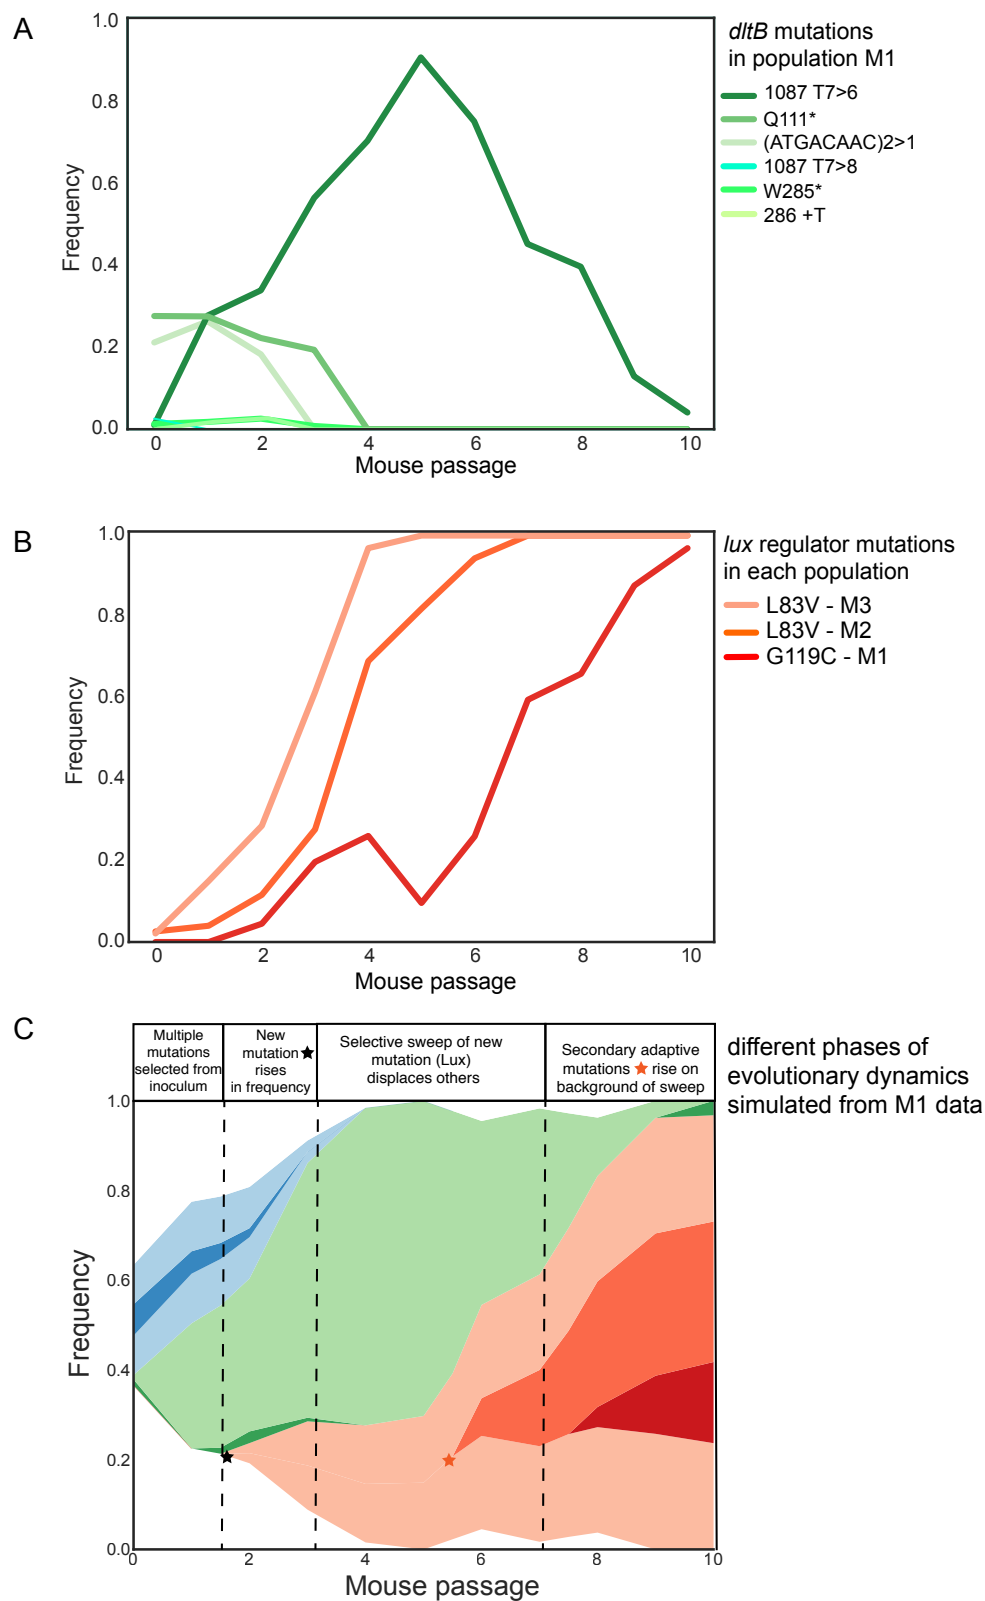 A
dltB mutations
in population M1
1087 T7>6
Q111*
(ATGACAAC)2>1
1087 T7>8
W285*
286 +T
1.0
0.8
0.6
0.4
0.2
0.0
Frequency
0 2 4 6 8 10
Mouse passage
B
lux regulator mutations
in each population
L83V - M3
L83V - M2
G119C - M1
1.0
0.8
0.6
0.4
0.2
0.0
Frequency
0 2 4 6 8 10
Mouse passage
C
Multiple
mutations
selected from
inoculum
New
mutation
rises
in frequency
Selective sweep of new
mutation (Lux)
displaces others
Secondary adaptive
mutations rise on
background of sweep
different phases of
evolutionary dynamics
simulated from M1 data
1.0
0.8
0.6
0.4
0.2
0.0
Frequency
0 2 4 6 8 10
Mouse passage